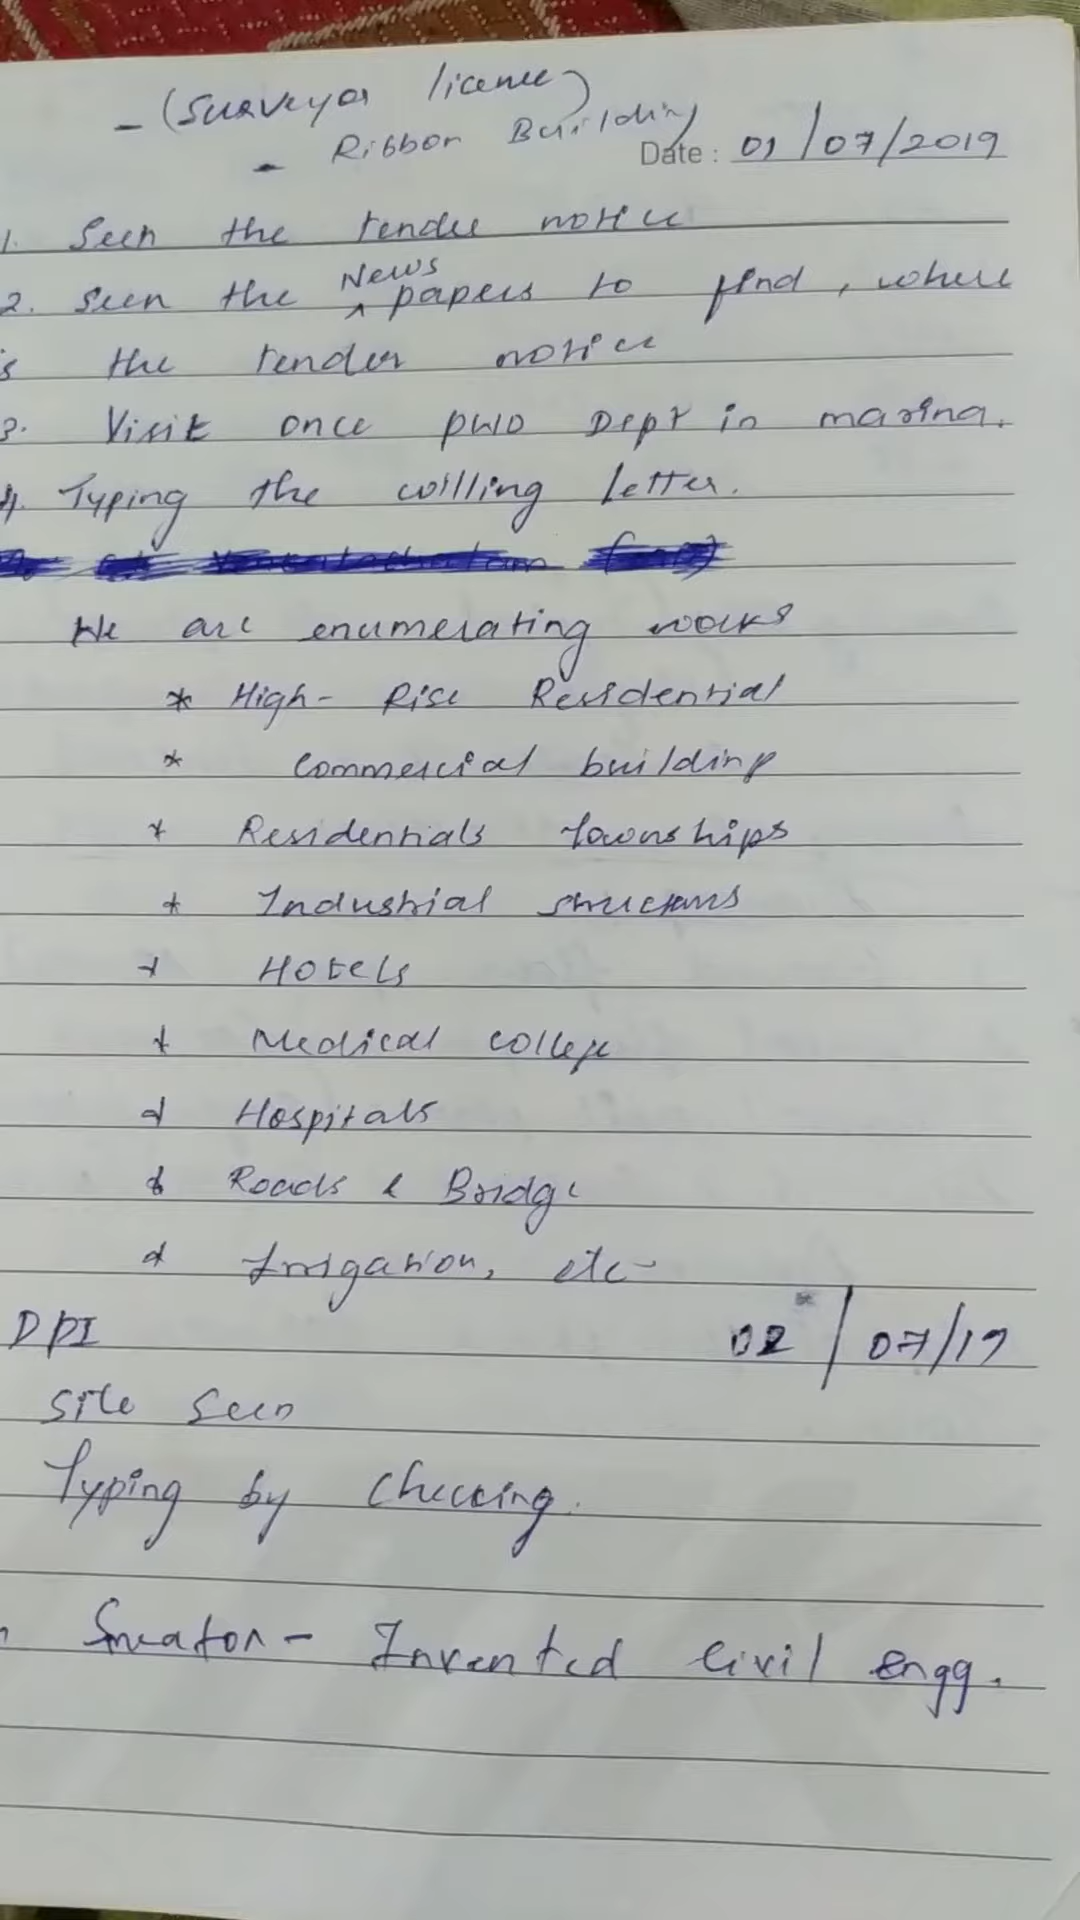 - (Surveyor licence)
- Ribbon Building
Date : 01/07/2019
1. Seen the tender notice
2. Seen the News papers to find, where
is the tender notice
3. Visit once PWD Dept in marina.
4. Typing the willing letter.
We are enumerating works
* High- Rise Residential
* Commercial building
* Residentials townships
* Industrial structures
* Hotels
* Medical college
* Hospitals
* Roads & Bridge
* Irrigation, etc-
DPI 02/07/19
Site Seen
Typing by Checking.
Smeaton - Invented Civil engg.